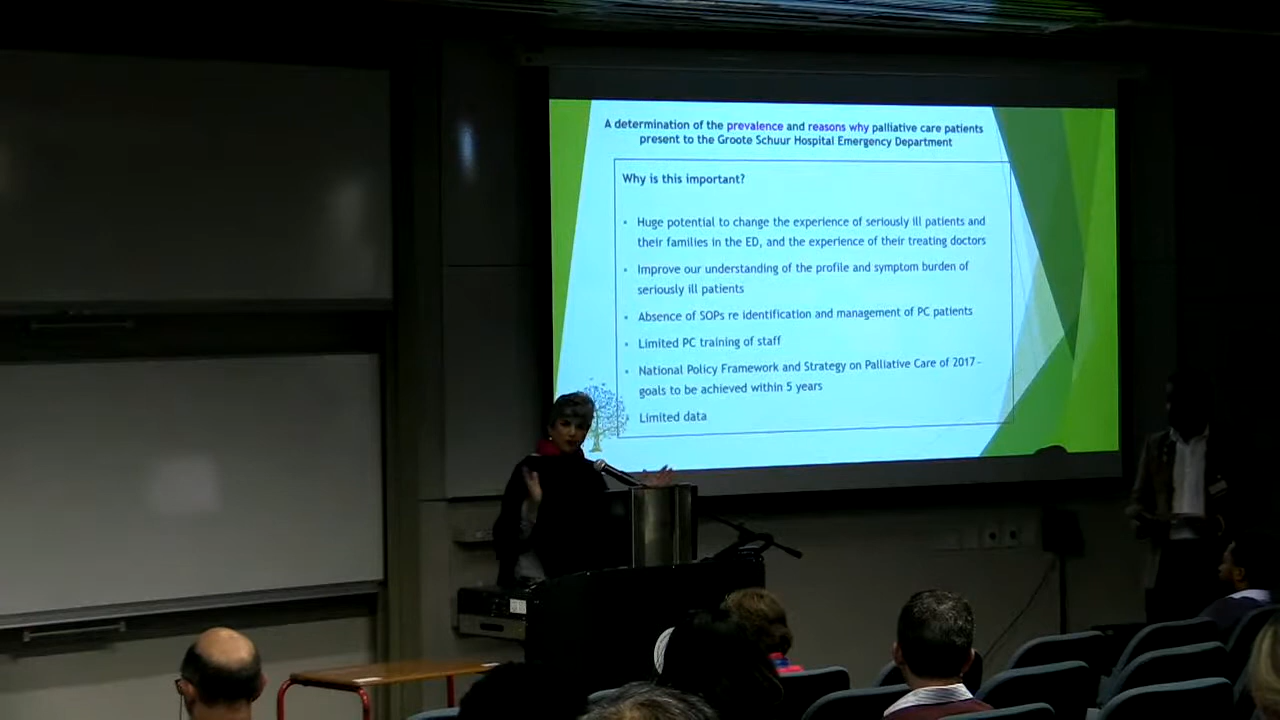 A determination of the prevalence and reasons why palliative care patients
present to the Groote Schuur Hospital Emergency Department
Why is this important?
• Huge potential to change the experience of seriously ill patients and
their families in the ED, and the experience of their treating doctors
• Improve our understanding of the profile and symptom burden of
seriously ill patients
• Absence of SOPs re identification and management of PC patients
• Limited PC training of staff
• National Policy Framework and Strategy on Palliative Care of 2017–
goals to be achieved within 5 years
• Limited data